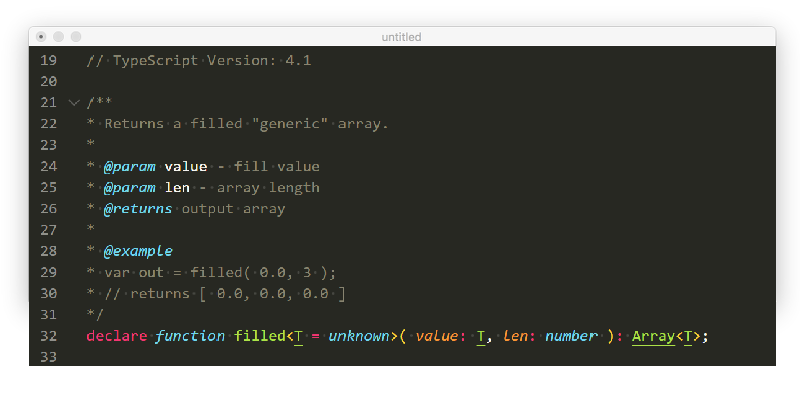 untitled
19 // TypeScript Version: 4.1
20
21 /**
22 * Returns a filled "generic" array.
23 *
24 * @param value - fill value
25 * @param len - array length
26 * @returns output array
27 *
28 * @example
29 * var out = filled( 0.0, 3 );
30 * // returns [ 0.0, 0.0, 0.0 ]
31 */
32 declare function filled<T = unknown>( value: T, len: number ): Array<T>;
33